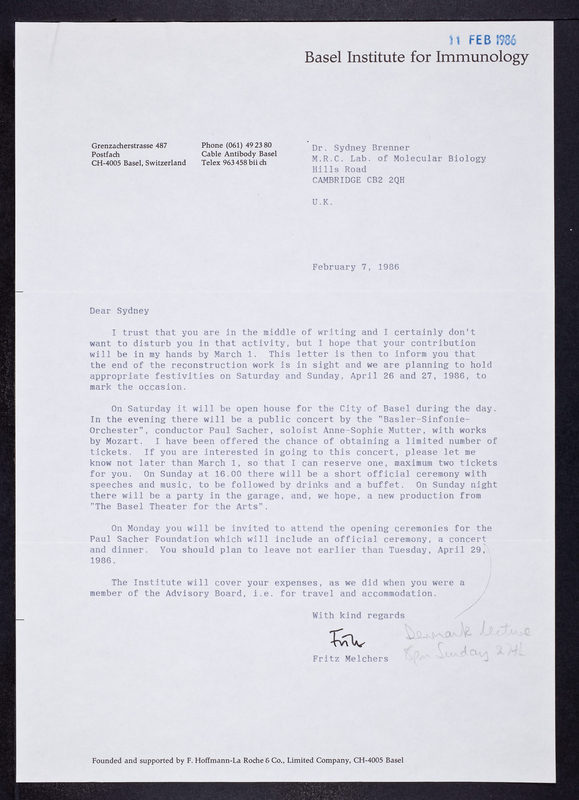 11 FEB 1986
Basel Institute for Immunology
Grenzacherstrasse 487
Postfach
CH-4005 Basel, Switzerland
Phone (061) 49 23 80
Cable Antibody Basel
Telex 963 458 bii ch
Dr. Sydney Brenner
M.R.C. Lab. of Molecular Biology
Hills Road
CAMBRIDGE CB2 2QH
U.K.
February 7, 1986
Dear Sydney
I trust that you are in the middle of writing and I certainly don't
want to disturb you in that activity, but I hope that your contribution
will be in my hands by March 1. This letter is then to inform you that
the end of the reconstruction work is in sight and we are planning to hold
appropriate festivities on Saturday and Sunday, April 26 and 27, 1986, to
mark the occasion.
On Saturday it will be open house for the City of Basel during the day.
In the evening there will be a public concert by the "Basler-Sinfonie-
Orchester", conductor Paul Sacher, soloist Anne-Sophie Mutter, with works
by Mozart. I have been offered the chance of obtaining a limited number of
tickets. If you are interested in going to this concert, please let me
know not later than March 1, so that I can reserve one, maximum two tickets
for you. On Sunday at 16.00 there will be a short official ceremony with
speeches and music, to be followed by drinks and a buffet. On Sunday night
there will be a party in the garage, and, we hope, a new production from
"The Basel Theater for the Arts".
On Monday you will be invited to attend the opening ceremonies for the
Paul Sacher Foundation which will include an official ceremony, a concert
and dinner. You should plan to leave not earlier than Tuesday, April 29,
1986.
The Institute will cover your expenses, as we did when you were a
member of the Advisory Board, i.e. for travel and accommodation.
With kind regards
Fritz
Fritz Melchers
Denmark lecture
8pm Sunday
Founded and supported by F. Hoffmann-La Roche & Co., Limited Company, CH-4005 Basel